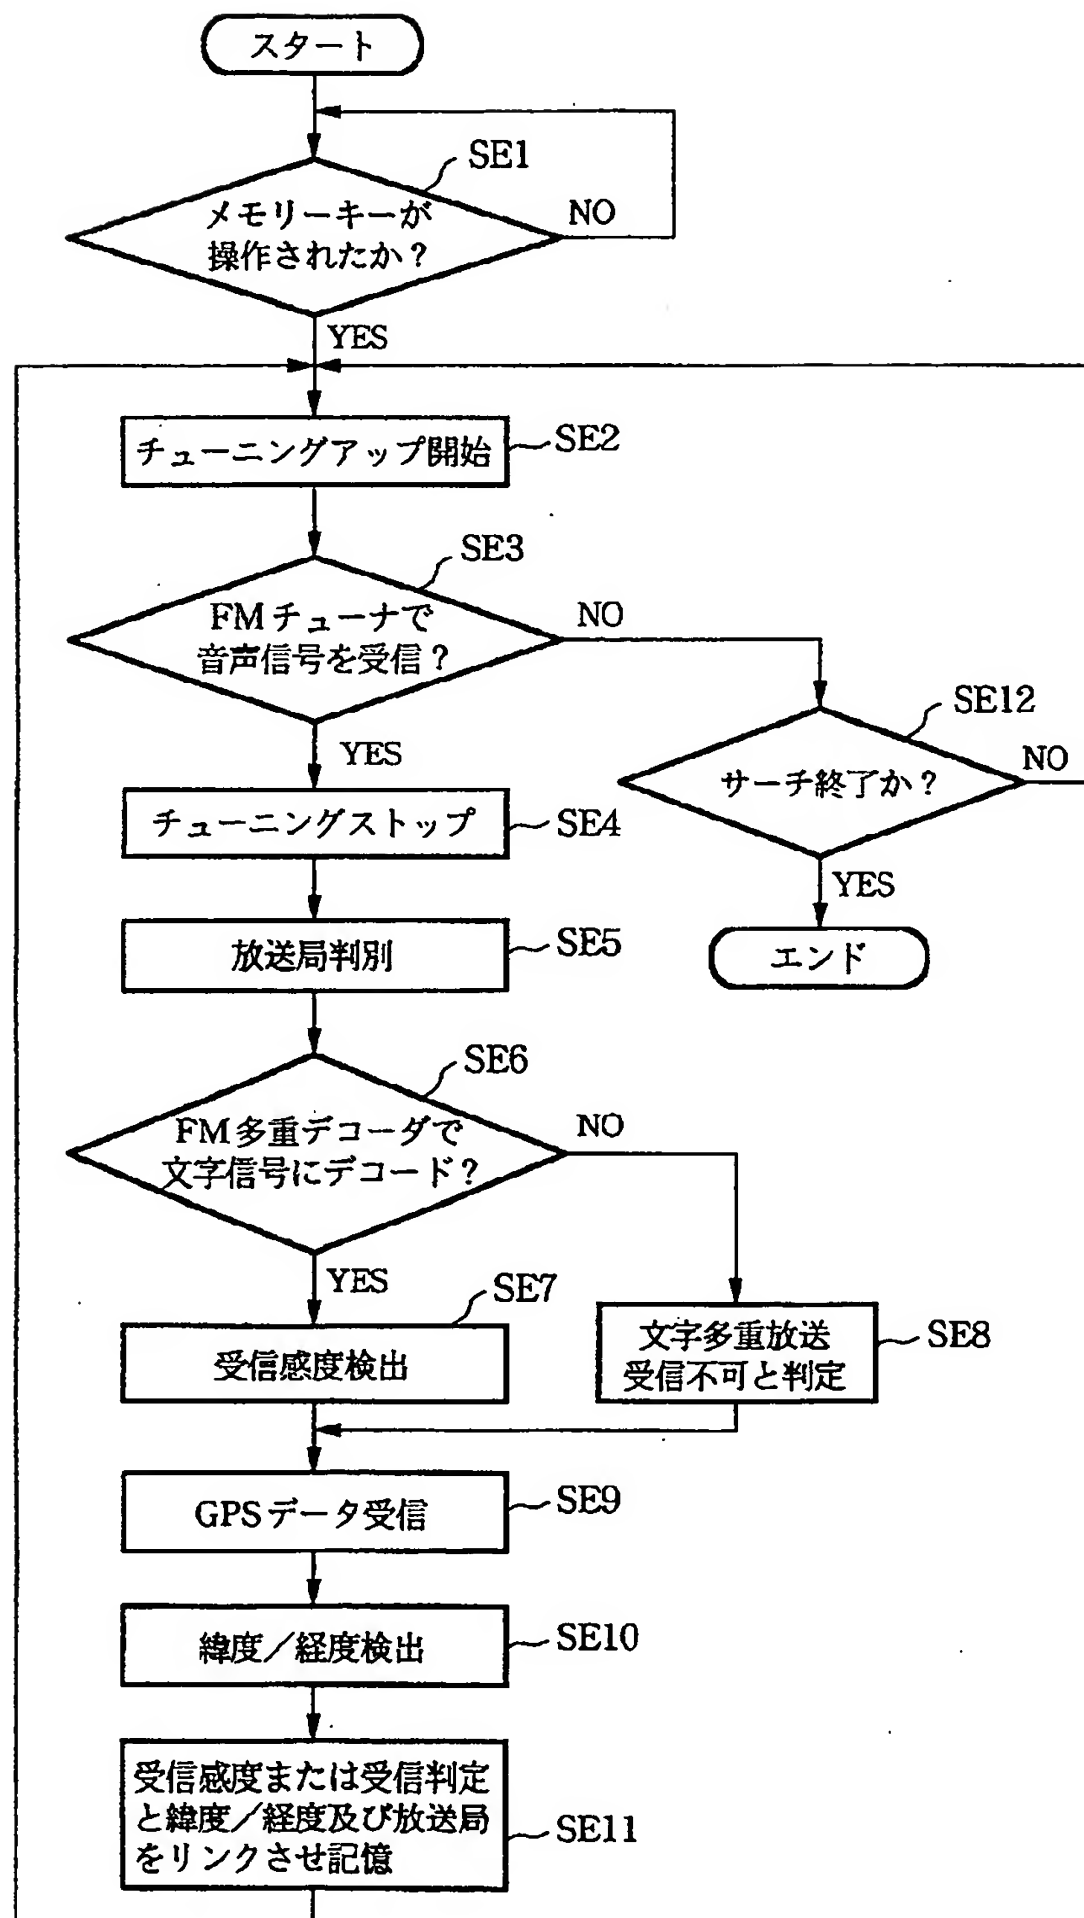 スタート
SE1
メモリーキーが
操作されたか？
NO
YES
チューニングアップ開始
SE2
SE3
FMチューナで
音声信号を受信？
NO
YES
SE12
サーチ終了か？
NO
YES
エンド
チューニングストップ
SE4
放送局判別
SE5
SE6
FM多重デコーダで
文字信号にデコード？
NO
YES
SE7
受信感度検出
文字多重放送
受信不可と判定
SE8
GPSデータ受信
SE9
緯度／経度検出
SE10
受信感度または受信判定
と緯度／経度及び放送局
をリンクさせ記憶
SE11